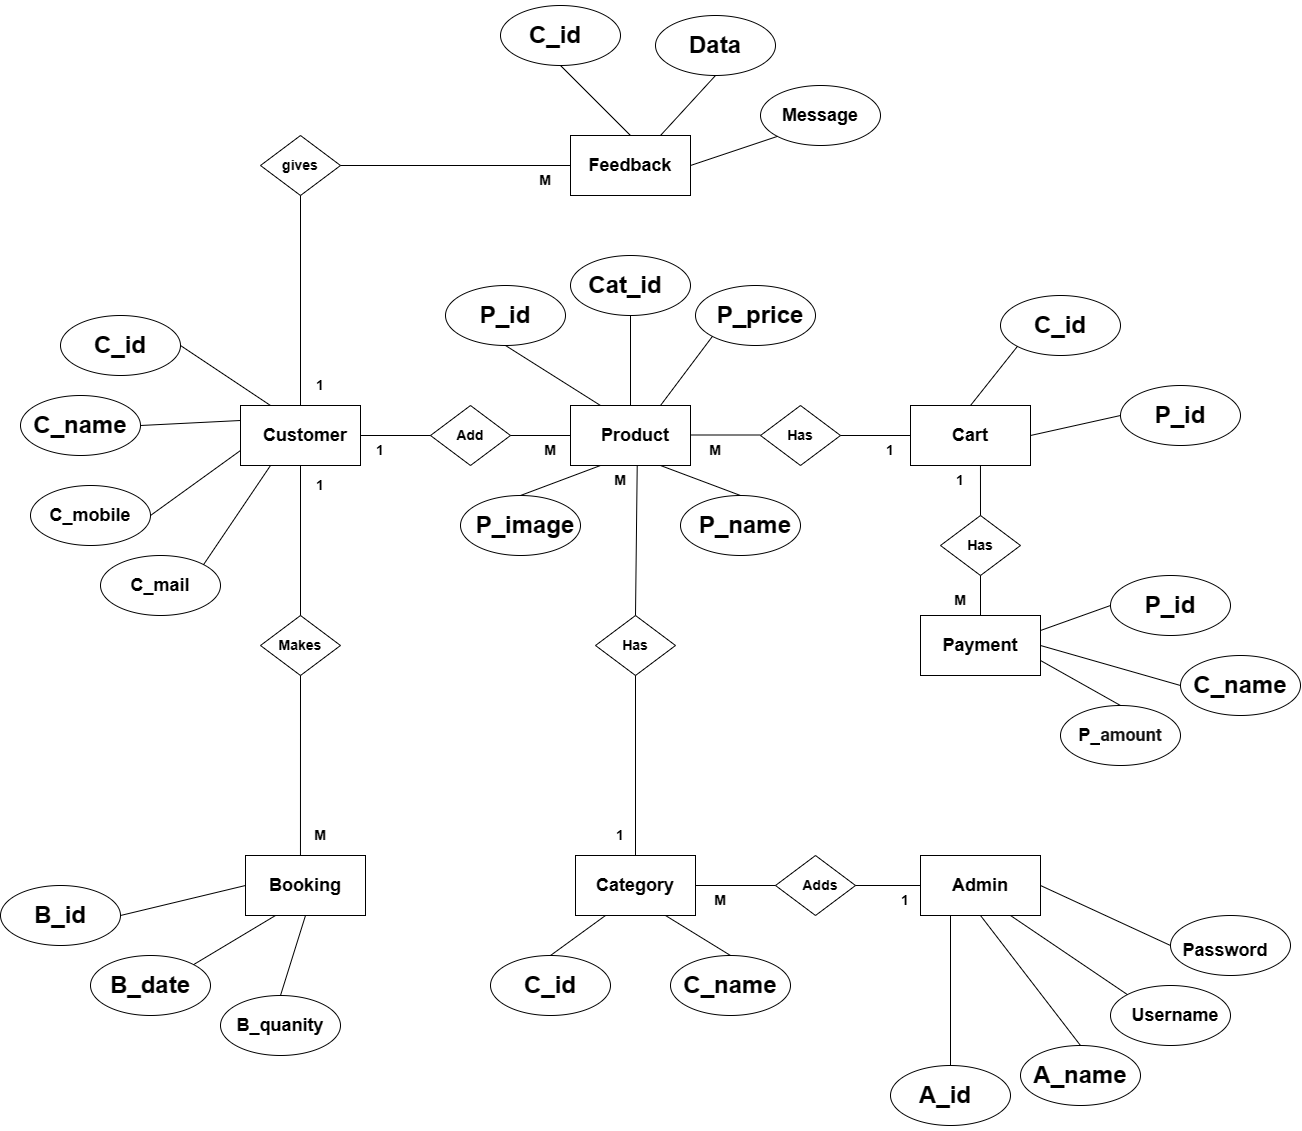 C_id
Data
Message
gives
M
Feedback
1
C_id
C_name
C_mobile
C_mail
Customer
1
Add
M
P_id
Cat_id
P_price
Product
M
Has
1
Cart
C_id
P_id
1
M
P_image
P_name
1
Has
M
Payment
P_id
C_name
P_amount
Makes
Has
M
1
Booking
B_id
B_date
B_quanity
Category
M
Adds
1
Admin
C_id
C_name
Password
Username
A_name
A_id